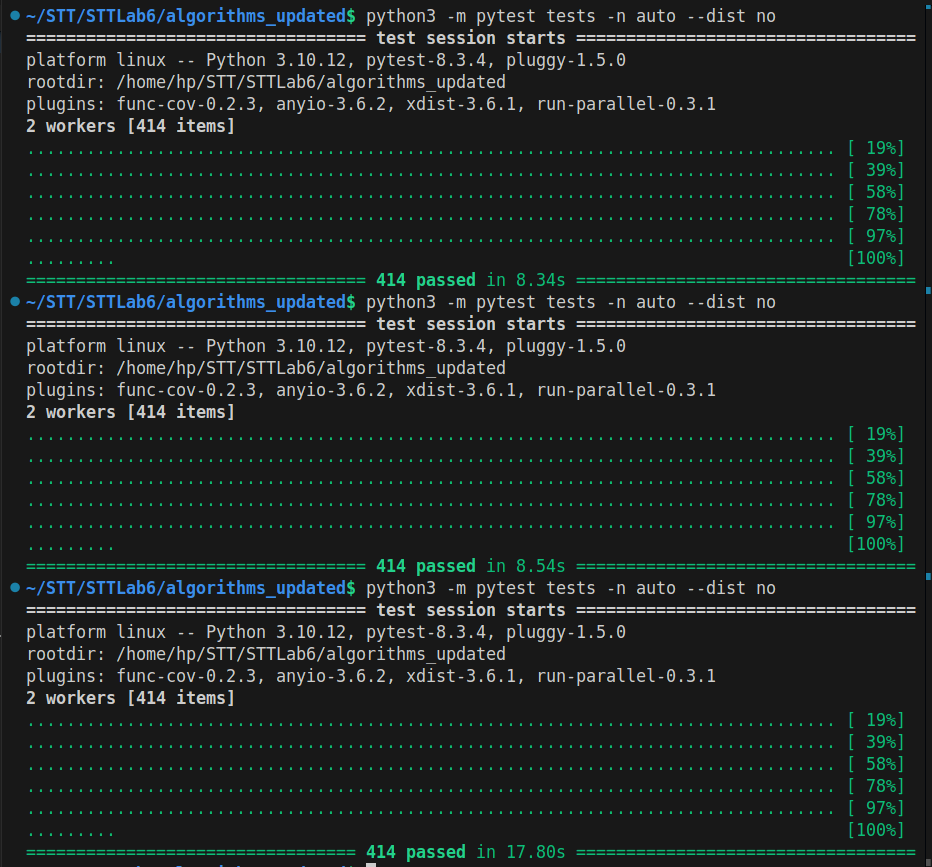 ~/STT/STTLab6/algorithms_updated$ python3 -m pytest tests -n auto --dist no
================================== test session starts ==================================
platform linux -- Python 3.10.12, pytest-8.3.4, pluggy-1.5.0
rootdir: /home/hp/STT/STTLab6/algorithms_updated
plugins: func-cov-0.2.3, anyio-3.6.2, xdist-3.6.1, run-parallel-0.3.1
2 workers [414 items]
................................................................................. [ 19%]
................................................................................. [ 39%]
................................................................................. [ 58%]
................................................................................. [ 78%]
................................................................................. [ 97%]
......... [100%]
================================== 414 passed in 8.34s ==================================
~/STT/STTLab6/algorithms_updated$ python3 -m pytest tests -n auto --dist no
================================== test session starts ==================================
platform linux -- Python 3.10.12, pytest-8.3.4, pluggy-1.5.0
rootdir: /home/hp/STT/STTLab6/algorithms_updated
plugins: func-cov-0.2.3, anyio-3.6.2, xdist-3.6.1, run-parallel-0.3.1
2 workers [414 items]
................................................................................. [ 19%]
................................................................................. [ 39%]
................................................................................. [ 58%]
................................................................................. [ 78%]
................................................................................. [ 97%]
......... [100%]
================================== 414 passed in 8.54s ==================================
~/STT/STTLab6/algorithms_updated$ python3 -m pytest tests -n auto --dist no
================================== test session starts ==================================
platform linux -- Python 3.10.12, pytest-8.3.4, pluggy-1.5.0
rootdir: /home/hp/STT/STTLab6/algorithms_updated
plugins: func-cov-0.2.3, anyio-3.6.2, xdist-3.6.1, run-parallel-0.3.1
2 workers [414 items]
................................................................................. [ 19%]
................................................................................. [ 39%]
................................................................................. [ 58%]
................................................................................. [ 78%]
................................................................................. [ 97%]
......... [100%]
================================= 414 passed in 17.80s ==================================